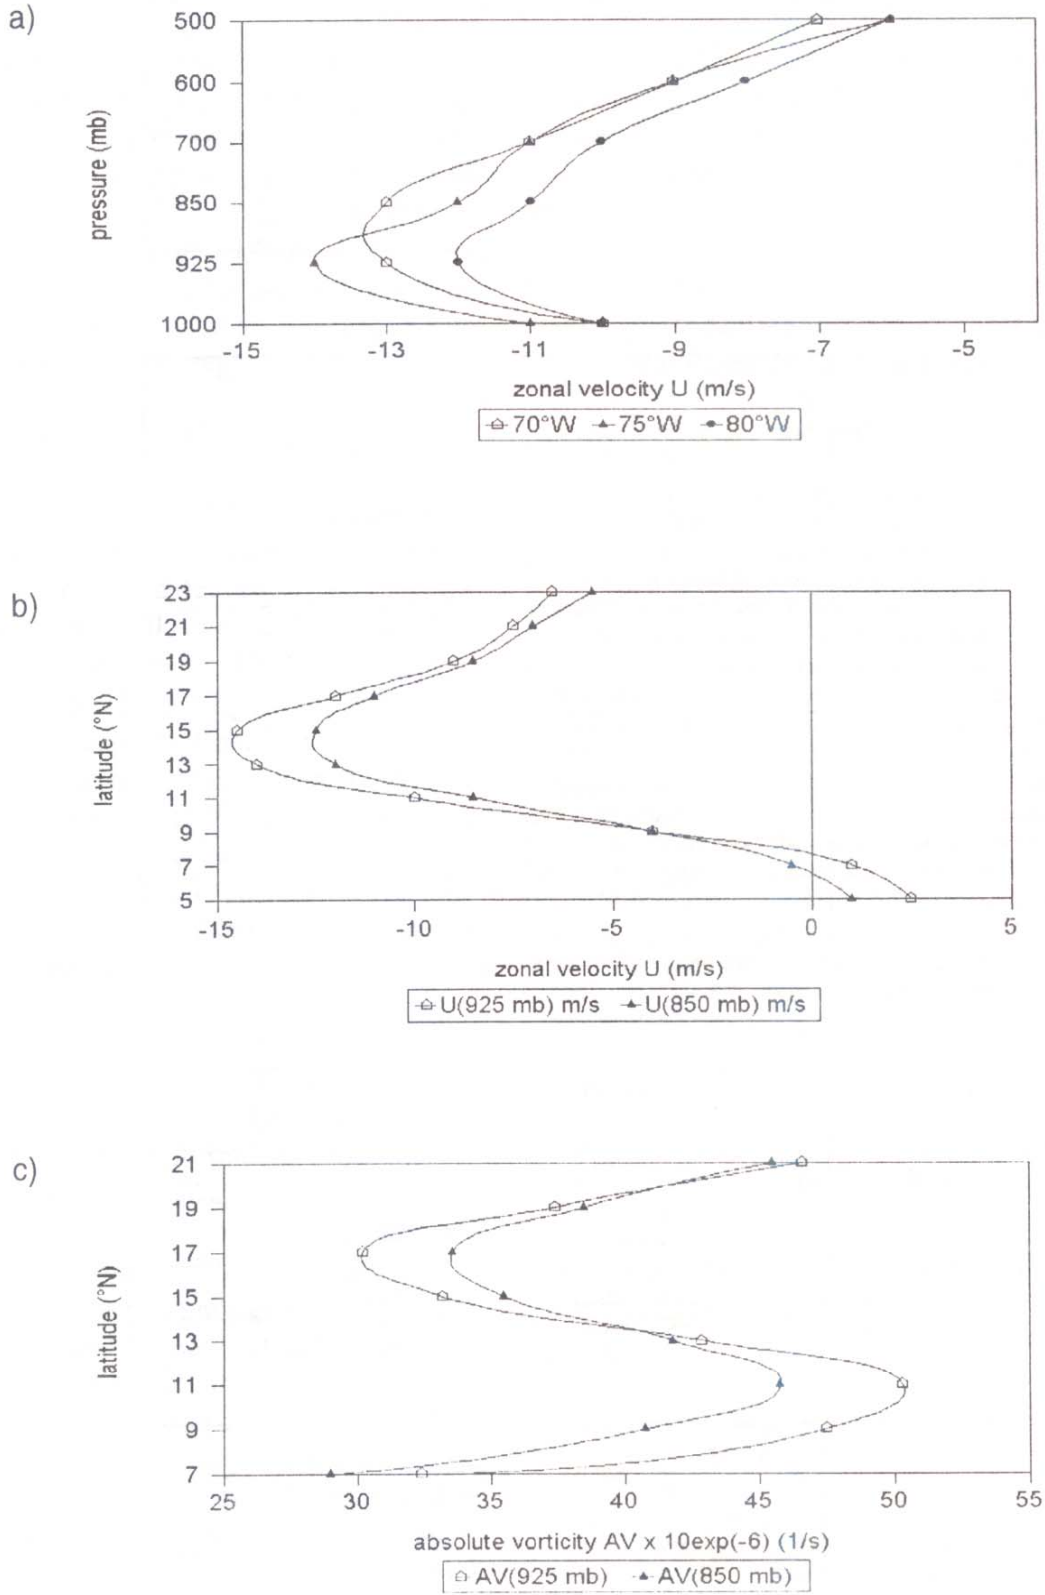 a)
500
600
700
850
925
1000
pressure (mb)
-15 -13 -11 -9 -7 -5
zonal velocity U (m/s)
70°W 75°W 80°W
b)
23
21
19
17
15
13
11
9
7
5
latitude (°N)
-15 -10 -5 0 5
zonal velocity U (m/s)
U(925 mb) m/s U(850 mb) m/s
c)
21
19
17
15
13
11
9
7
latitude (°N)
25 30 35 40 45 50 55
absolute vorticity AV x 10exp(-6) (1/s)
AV(925 mb) AV(850 mb)